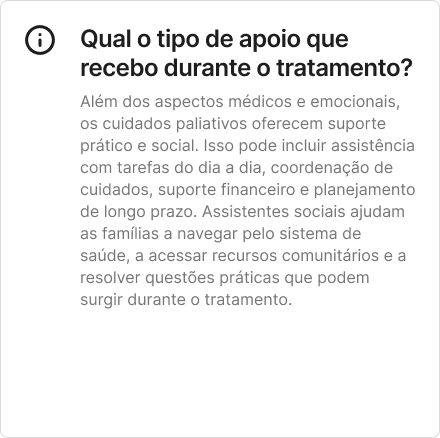 Qual o tipo de apoio que
recebo durante o tratamento?
Além dos aspectos médicos e emocionais,
os cuidados paliativos oferecem suporte
prático e social. Isso pode incluir assistência
com tarefas do dia a dia, coordenação de
cuidados, suporte financeiro e planejamento
de longo prazo. Assistentes sociais ajudam
as famílias a navegar pelo sistema de
saúde, a acessar recursos comunitários e a
resolver questões práticas que podem
surgir durante o tratamento.